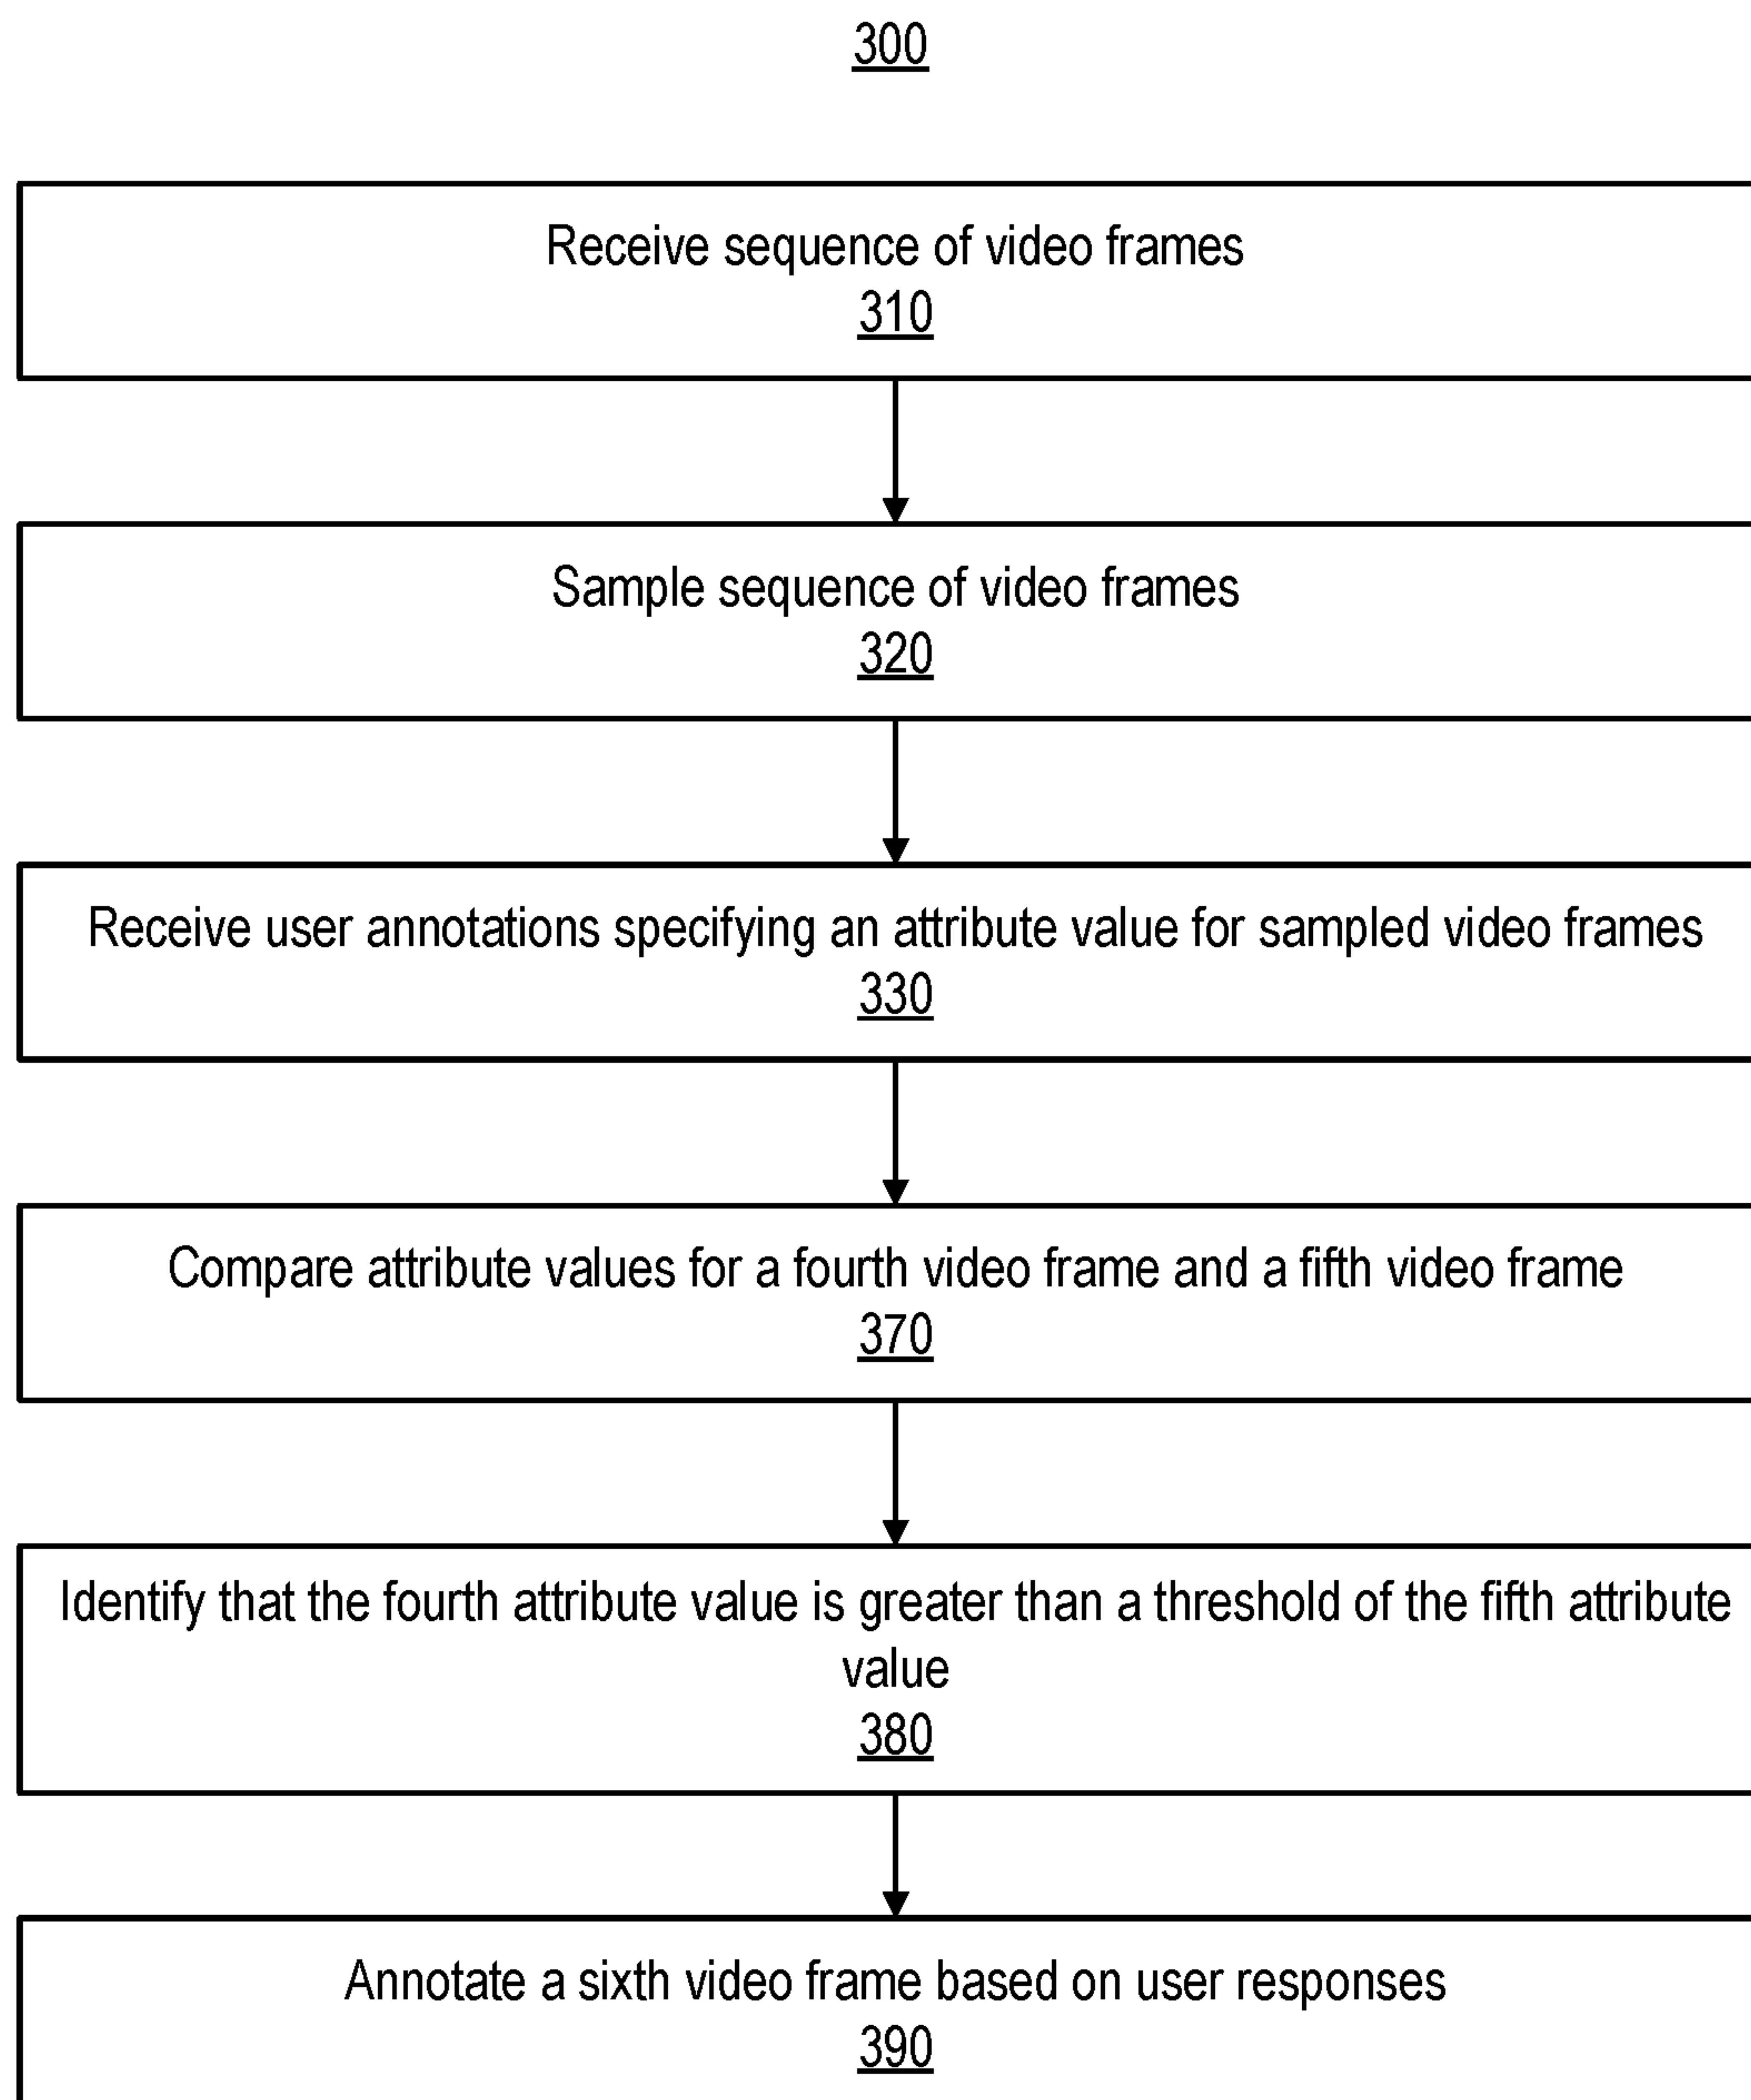 300
Receive sequence of video frames
310
Sample sequence of video frames
320
Receive user annotations specifying an attribute value for sampled video frames
330
Compare attribute values for a fourth video frame and a fifth video frame
370
Identify that the fourth attribute value is greater than a threshold of the fifth attribute
value
380
Annotate a sixth video frame based on user responses
390